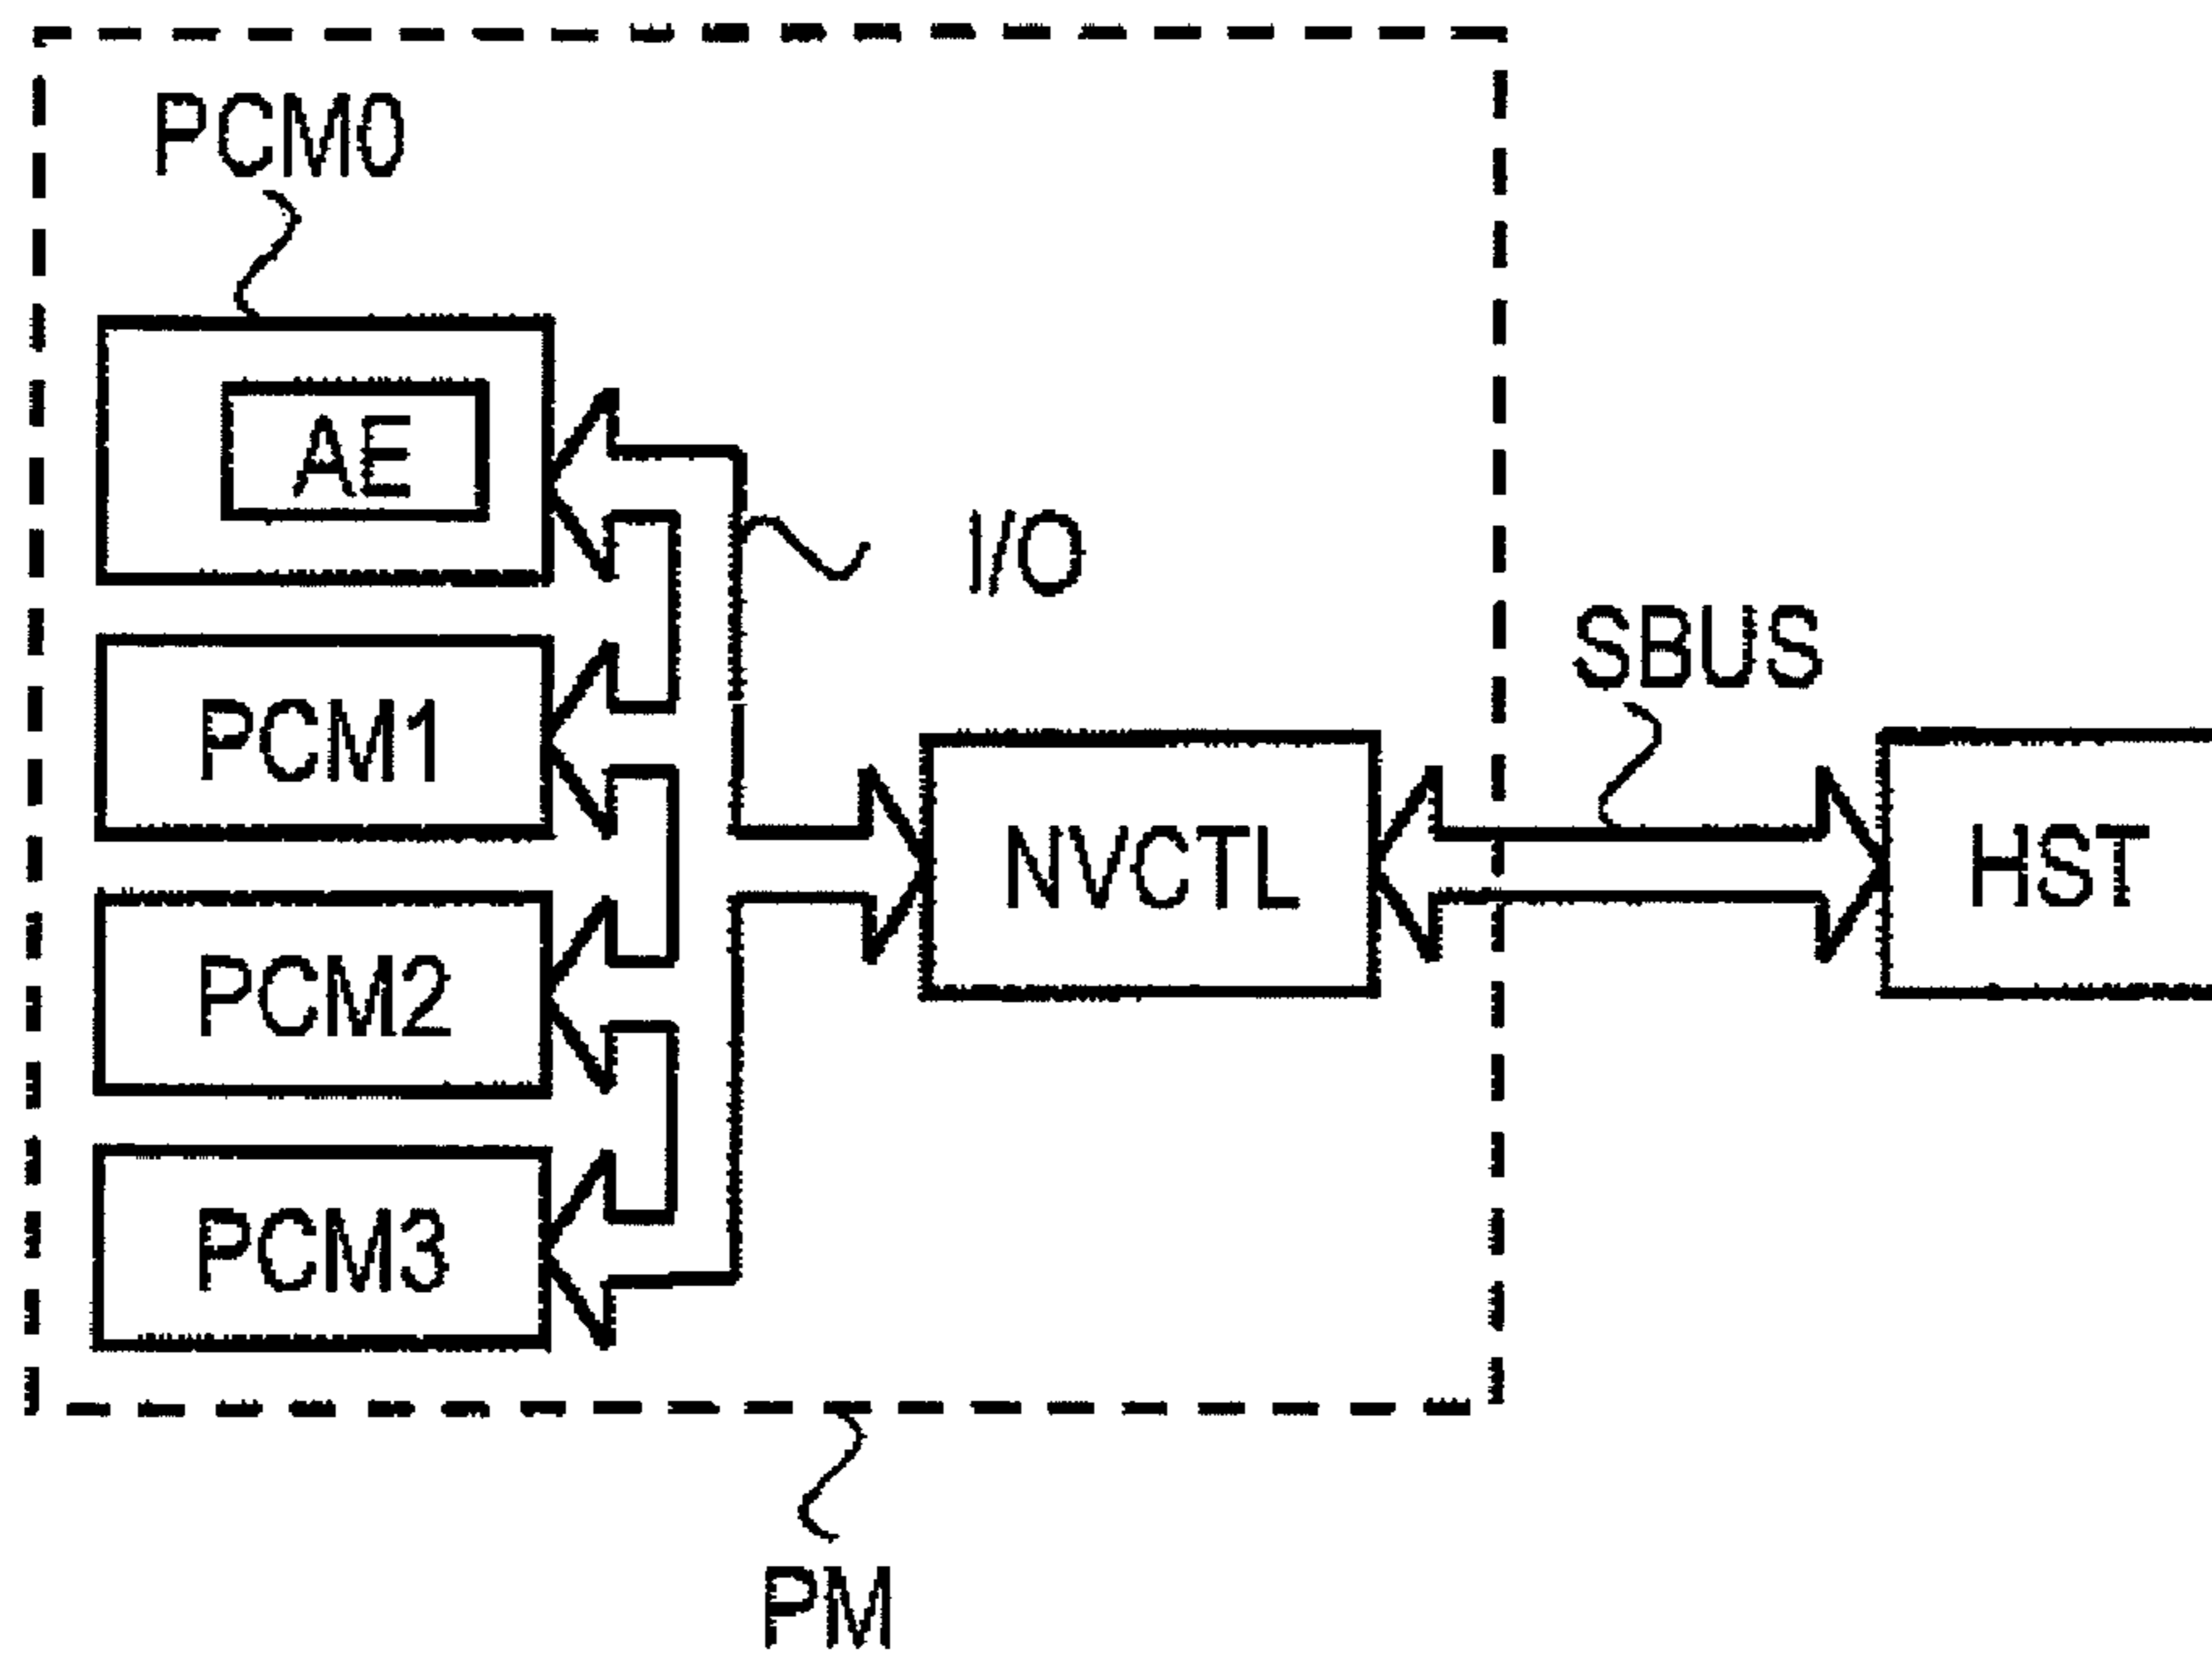 PCM0
AE
I/O
SBUS
PCM1
NVCTL
HST
PCM2
PCM3
PM